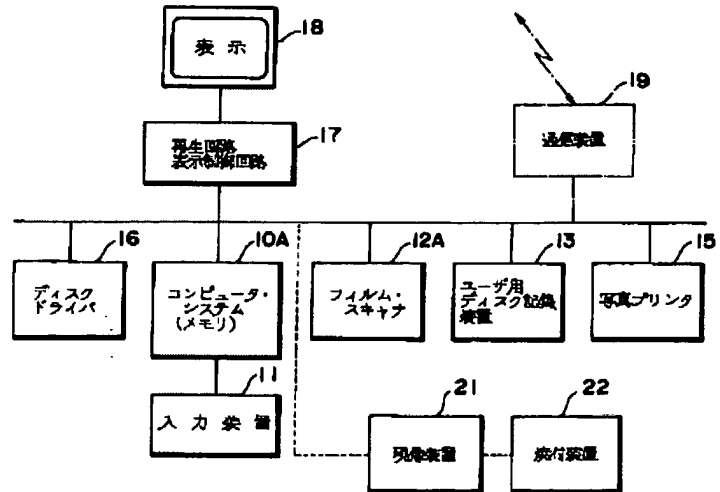 18
表示
19
17
通信装置
再生回路
表示制御回路
16
10A
12A
13
15
ディスク
ドライバ
コンピュータ・
システム
(メモリ)
フィルム・
スキャナ
ユーザ用
ディスク記録
装置
写真プリンタ
11
入力装置
21
22
現像装置
焼付装置